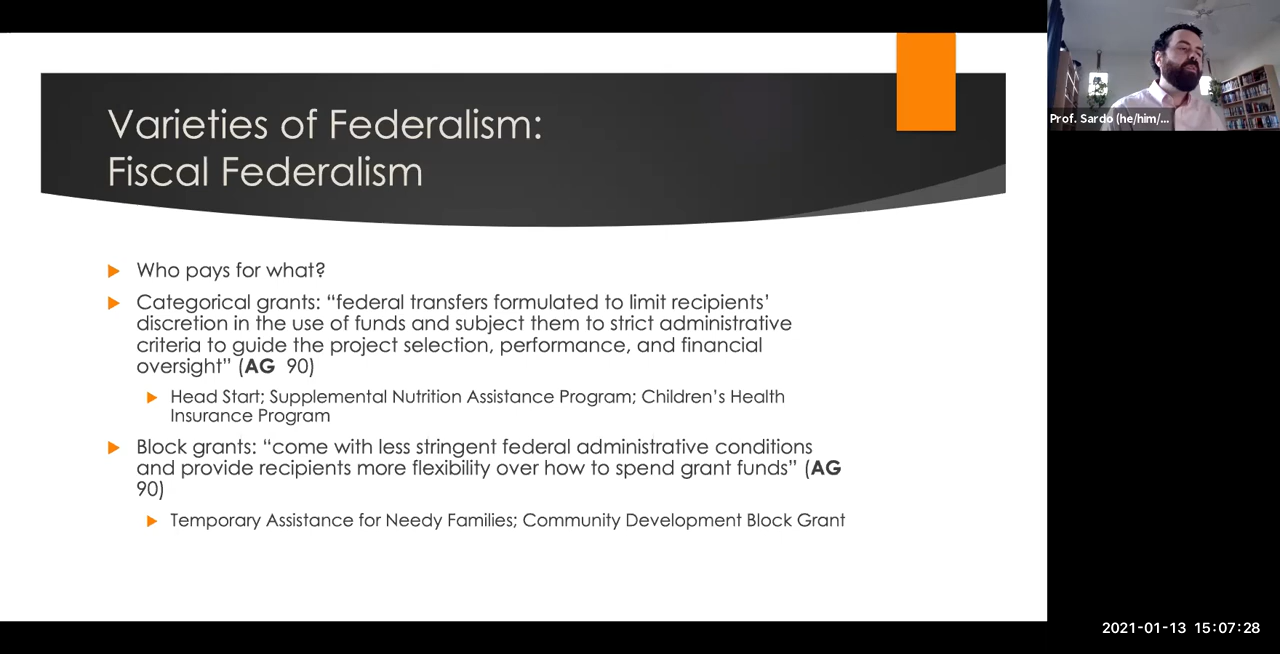 Varieties of Federalism:
Fiscal Federalism
Who pays for what?
Categorical grants: “federal transfers formulated to limit recipients’
discretion in the use of funds and subject them to strict administrative
criteria to guide the project selection, performance, and financial
oversight” (AG 90)
Head Start; Supplemental Nutrition Assistance Program; Children’s Health
Insurance Program
Block grants: “come with less stringent federal administrative conditions
and provide recipients more flexibility over how to spend grant funds” (AG
90)
Temporary Assistance for Needy Families; Community Development Block Grant
Prof. Sardo (he/him/...
2021-01-13 15:07:28